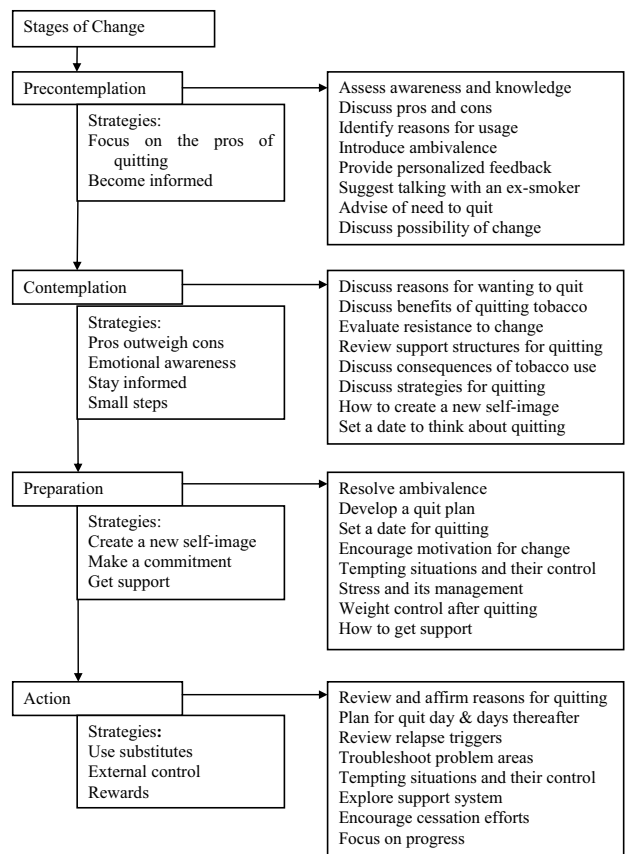 Stages of Change
Precontemplation
Strategies:
Focus on the pros of
quitting
Become informed
Assess awareness and knowledge
Discuss pros and cons
Identify reasons for usage
Introduce ambivalence
Provide personalized feedback
Suggest talking with an ex-smoker
Advise of need to quit
Discuss possibility of change
Contemplation
Strategies:
Pros outweigh cons
Emotional awareness
Stay informed
Small steps
Discuss reasons for wanting to quit
Discuss benefits of quitting tobacco
Evaluate resistance to change
Review support structures for quitting
Discuss consequences of tobacco use
Discuss strategies for quitting
How to create a new self-image
Set a date to think about quitting
Preparation
Strategies:
Create a new self-image
Make a commitment
Get support
Resolve ambivalence
Develop a quit plan
Set a date for quitting
Encourage motivation for change
Tempting situations and their control
Stress and its management
Weight control after quitting
How to get support
Action
Strategies:
Use substitutes
External control
Rewards
Review and affirm reasons for quitting
Plan for quit day & days thereafter
Review relapse triggers
Troubleshoot problem areas
Tempting situations and their control
Explore support system
Encourage cessation efforts
Focus on progress